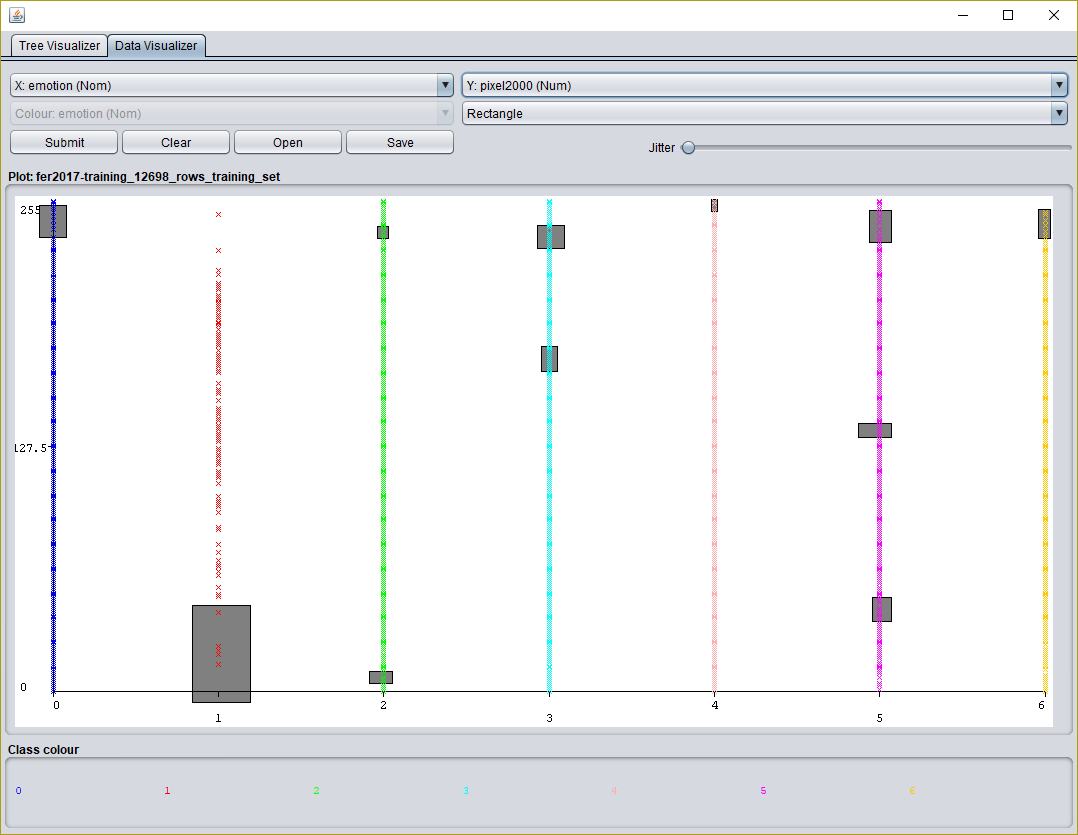 Tree Visualizer Data Visualizer
X: emotion (Nom) Y: pixel2000 (Num)
Colour: emotion (Nom) Rectangle
Submit Clear Open Save Jitter
Plot: fer2017-training_12698_rows_training_set
255
127.5
0
0 2 4 6
1 3 5
Class colour
0 1 2 3 4 5 6